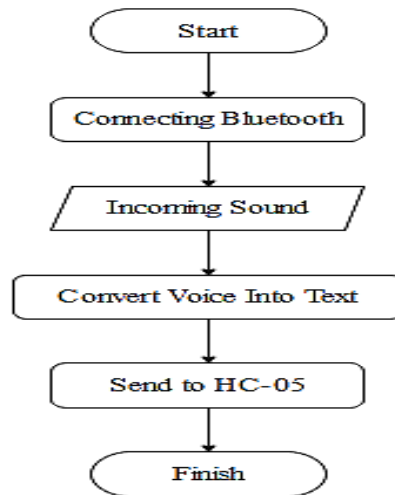 Start
Connecting Bluetooth
Incoming Sound
Convert Voice Into Text
Send to HC-05
Finish